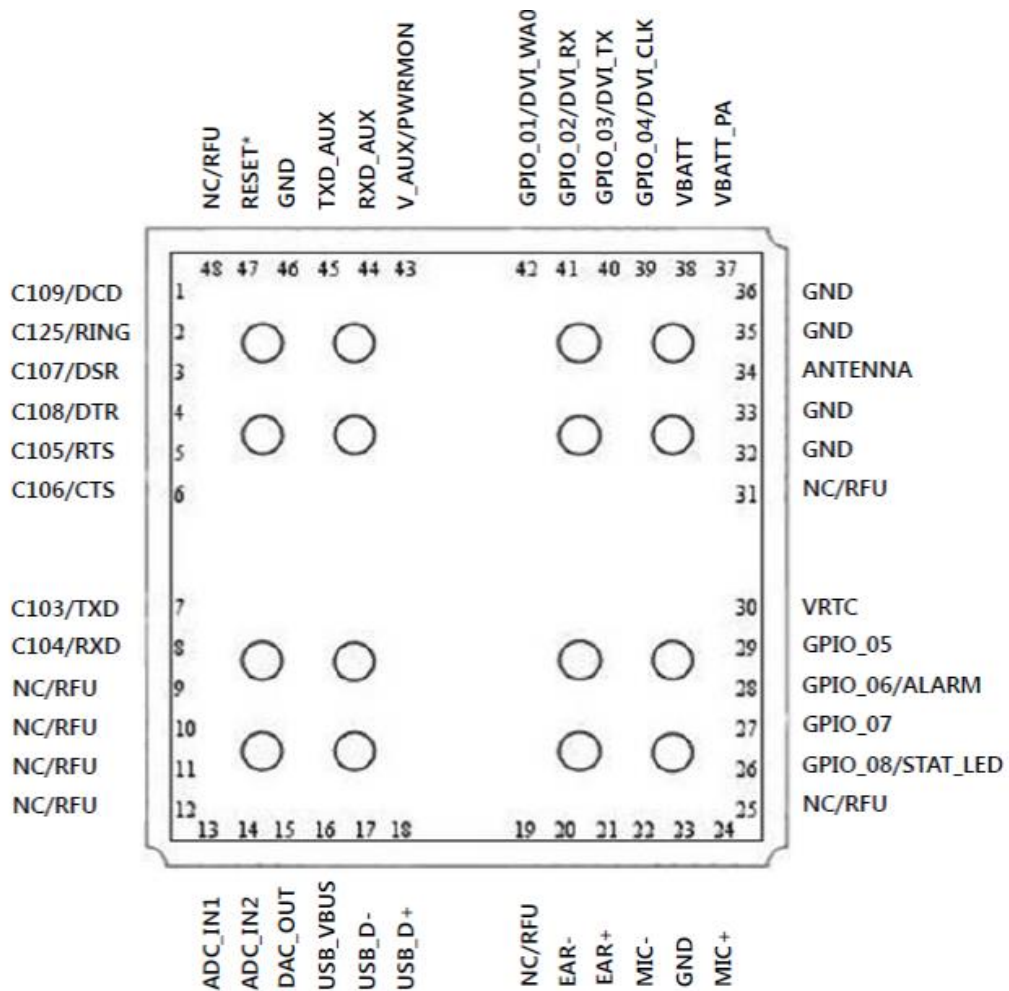 NC/RFU
RESET*
GND
TXD_AUX
RXD_AUX
V_AUX/PWRMON
GPIO_01/DVI_WA0
GPIO_02/DVI_RX
GPIO_03/DVI_TX
GPIO_04/DVI_CLK
VBATT
VBATT_PA
48 47 46 45 44 43 42 41 40 39 38 37
C109/DCD 1 36 GND
C125/RING 2 35 GND
C107/DSR 3 34 ANTENNA
C108/DTR 4 33 GND
C105/RTS 5 32 GND
C106/CTS 6 31 NC/RFU
C103/TXD 7 30 VRTC
C104/RXD 8 29 GPIO_05
NC/RFU 9 28 GPIO_06/ALARM
NC/RFU 10 27 GPIO_07
NC/RFU 11 26 GPIO_08/STAT_LED
NC/RFU 12 25 NC/RFU
13 14 15 16 17 18 19 20 21 22 23 24
ADC_IN1
ADC_IN2
DAC_OUT
USB_VBUS
USB_D-
USB_D+
NC/RFU
EAR-
EAR+
MIC-
GND
MIC+